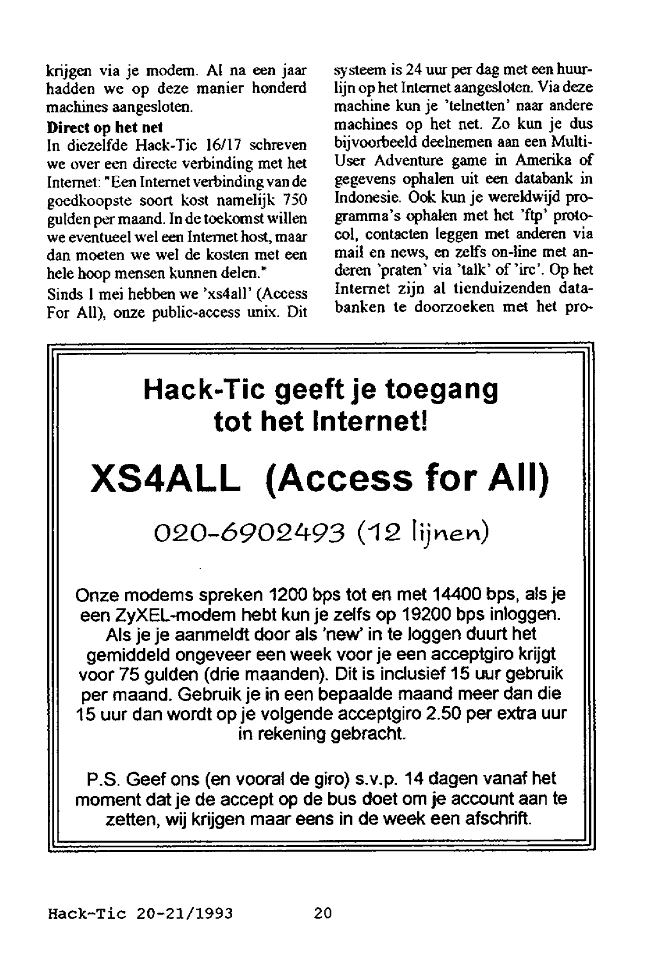 krijgen via je modem. Al na een jaar
hadden we op deze manier honderd
machines aangesloten.
Direct op het net
In diezelfde Hack-Tic 16/17 schreven
we over een directe verbinding met het
Internet: "Een Internet verbinding van de
goedkoopste soort kost namelijk 750
gulden per maand. In de toekomst willen
we eventueel wel een Internet host, maar
dan moeten we wel de kosten met een
hele hoop mensen kunnen delen."
Sinds 1 mei hebben we 'xs4all' (Access
For All), onze public-access unix. Dit
systeem is 24 uur per dag met een huur-
lijn op het Internet aangesloten. Via deze
machine kun je 'telnetten' naar andere
machines op het net. Zo kun je dus
bijvoorbeeld deelnemen aan een Multi-
User Adventure game in Amerika of
gegevens ophalen uit een databank in
Indonesie. Ook kun je wereldwijd pro-
gramma's ophalen met het 'ftp' proto-
col, contacten leggen met anderen via
mail en news, en zelfs on-line met an-
deren 'praten' via 'talk' of 'irc'. Op het
Internet zijn al tienduizenden data-
banken te doorzoeken met het pro-
Hack-Tic geeft je toegang
tot het Internet!
XS4ALL (Access for All)
020-6902493 (12 lijnen)
Onze modems spreken 1200 bps tot en met 14400 bps, als je
een ZyXEL-modem hebt kun je zelfs op 19200 bps inloggen.
Als je je aanmeldt door als 'new' in te loggen duurt het
gemiddeld ongeveer een week voor je een acceptgiro krijgt
voor 75 gulden (drie maanden). Dit is inclusief 15 uur gebruik
per maand. Gebruik je in een bepaalde maand meer dan die
15 uur dan wordt op je volgende acceptgiro 2.50 per extra uur
in rekening gebracht.
P.S. Geef ons (en vooral de giro) s.v.p. 14 dagen vanaf het
moment dat je de accept op de bus doet om je account aan te
zetten, wij krijgen maar eens in de week een afschrift.
Hack-Tic 20-21/1993 20